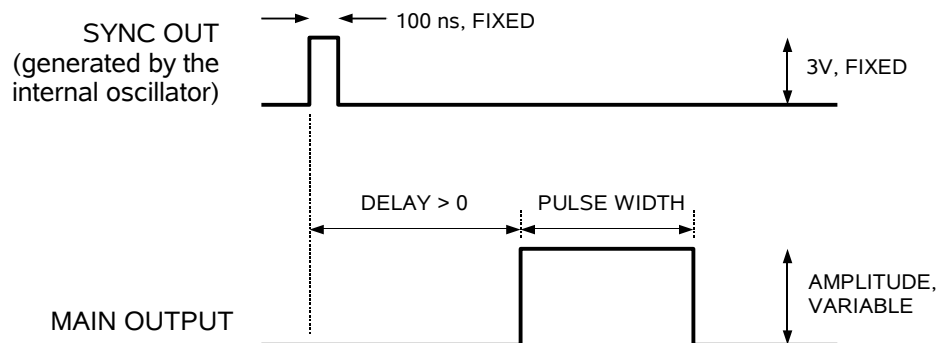 100 ns, FIXED
SYNC OUT
(generated by the
internal oscillator)
3V, FIXED
DELAY > 0
PULSE WIDTH
AMPLITUDE,
VARIABLE
MAIN OUTPUT